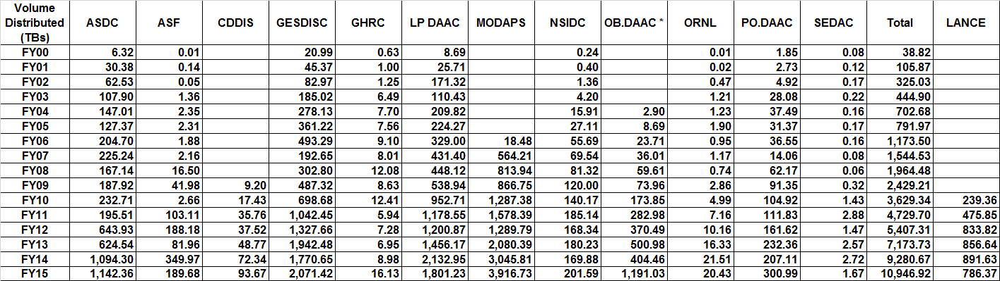 Volume Distributed (TBs) ASDC ASF CDDIS GESDISC GHRC LP DAAC MODAPS NSIDC OB.DAAC * ORNL PO.DAAC SEDAC Total LANCE
FY00 6.32 0.01 20.99 0.63 8.69 0.24 0.01 1.85 0.08 38.82
FY01 30.38 0.14 45.37 1.00 25.71 0.40 0.02 2.73 0.12 105.87
FY02 62.53 0.05 82.97 1.25 171.32 1.36 0.47 4.92 0.17 325.03
FY03 107.90 1.36 185.02 6.49 110.43 4.20 1.21 28.08 0.22 444.90
FY04 147.01 2.35 278.13 7.70 209.82 15.91 2.90 1.23 37.49 0.16 702.68
FY05 127.37 2.31 361.22 7.56 224.27 27.11 8.69 1.90 31.37 0.17 791.97
FY06 204.70 1.88 493.29 9.10 329.00 18.48 55.69 23.71 0.95 36.55 0.16 1,173.50
FY07 225.24 2.16 192.65 8.01 431.40 564.21 69.54 36.01 1.17 14.06 0.08 1,544.53
FY08 167.14 16.50 302.80 12.08 448.12 813.94 81.32 59.61 0.74 62.17 0.06 1,964.48
FY09 187.92 41.98 9.20 487.32 8.63 538.94 866.75 120.00 73.96 2.86 91.35 0.32 2,429.21
FY10 232.71 2.66 17.43 698.68 12.41 952.71 1,287.38 140.17 173.85 4.99 104.92 1.43 3,629.34 239.36
FY11 195.51 103.11 35.76 1,042.45 5.94 1,178.55 1,578.39 185.14 282.98 7.16 111.83 2.88 4,729.70 475.85
FY12 643.93 188.18 37.52 1,327.66 7.28 1,200.87 1,289.79 168.34 370.49 10.16 161.62 1.47 5,407.31 833.82
FY13 624.54 81.96 48.77 1,942.48 6.95 1,456.17 2,080.39 180.23 500.98 16.33 232.36 2.57 7,173.73 856.64
FY14 1,094.30 349.97 72.34 1,770.65 8.98 2,132.95 3,045.81 169.88 404.46 21.51 207.11 2.72 9,280.67 891.63
FY15 1,142.36 189.68 93.67 2,071.42 16.13 1,801.23 3,916.73 201.59 1,191.03 20.43 300.99 1.67 10,946.92 786.37